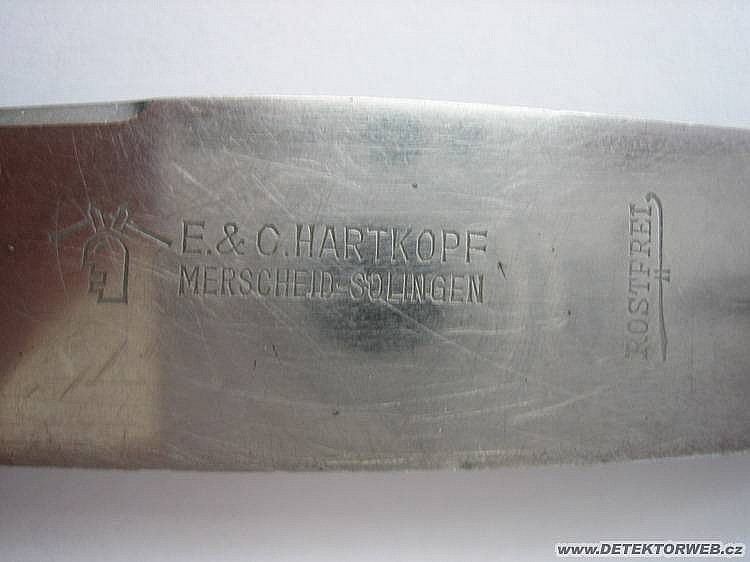 E. & C. HARTKOPF
MERSCHEID-SOLINGEN
ROSTFREI
www.DETEKTORWEB.cz